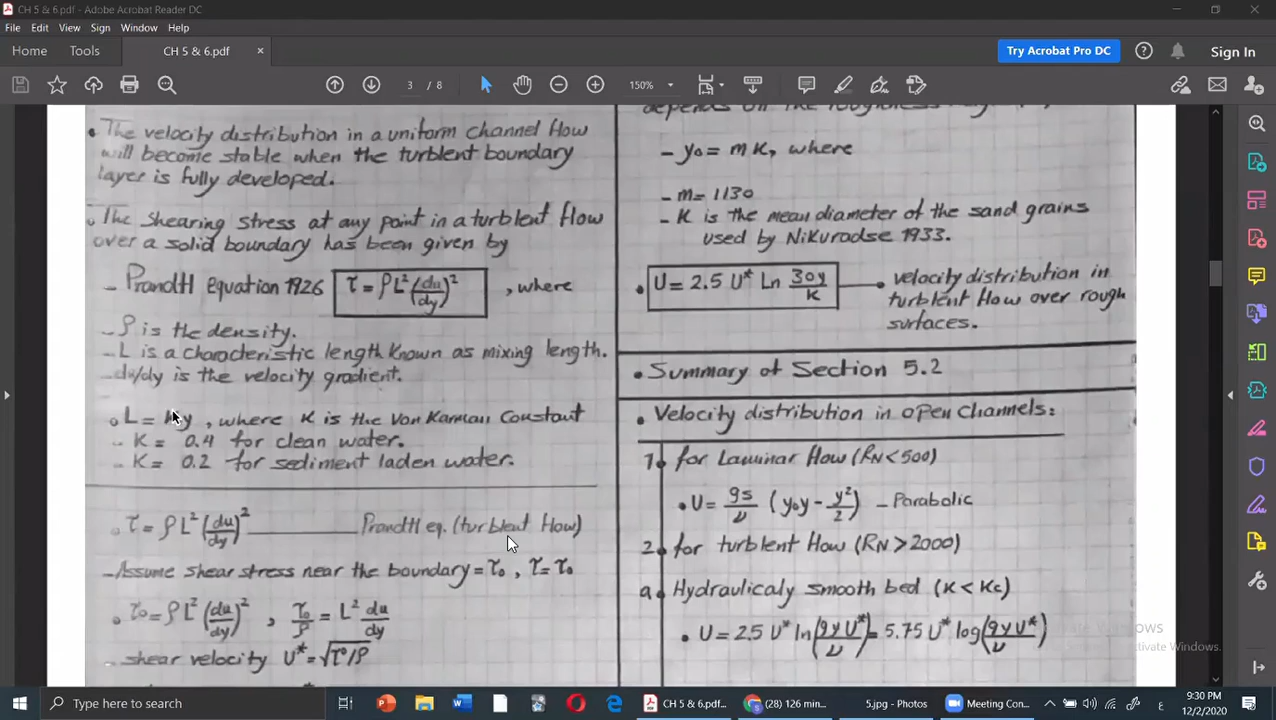 CH 5 & 6.pdf - Adobe Acrobat Reader DC
File Edit View Sign Window Help
Home Tools CH 5 & 6.pdf × Try Acrobat Pro DC Sign In
3 / 8 150%
• The velocity distribution in a uniform channel flow
will become stable when the turblent boundary
layer is fully developed.
• The shearing stress at any point in a turblent flow
over a solid boundary has been given by
- Prandtl Equation 1926 τ = ρL²(du/dy)² , where
- ρ is the density.
- L is a characteristic length known as mixing length.
- du/dy is the velocity gradient.
• L = Ky , where K is the Von Karman Constant
- K = 0.4 for clean water.
- K = 0.2 for sediment laden water.
• τ = ρ L² (du/dy)² Prandtl eq. (turblent flow)
- Assume shear stress near the boundary = τo , τ = τo
• τo = ρ L² (du/dy)² , τo/ρ = L² du/dy
- shear velocity U* = √τo/ρ
depends on the roughness
- yo = m K, where
- m = 1130
- K is the mean diameter of the sand grains
used by Nikuradse 1933.
• U = 2.5 U* Ln 30y/K • velocity distribution in
turblent flow over rough
surfaces.
• Summary of Section 5.2
• Velocity distribution in open channels:
1. for Laminar flow (RN < 500)
• U = gs/ν (yoy - y²/2) - Parabolic
2. for turblent flow (RN > 2000)
a. Hydraulicaly smooth bed (K < Kc)
• U = 2.5 U* ln(9yU*/ν) = 5.75 U* log(9yU*/ν)
Type here to search
CH 5 & 6.pdf... (28) 126 min... 5.jpg - Photos Meeting Con...
9:30 PM
12/2/2020